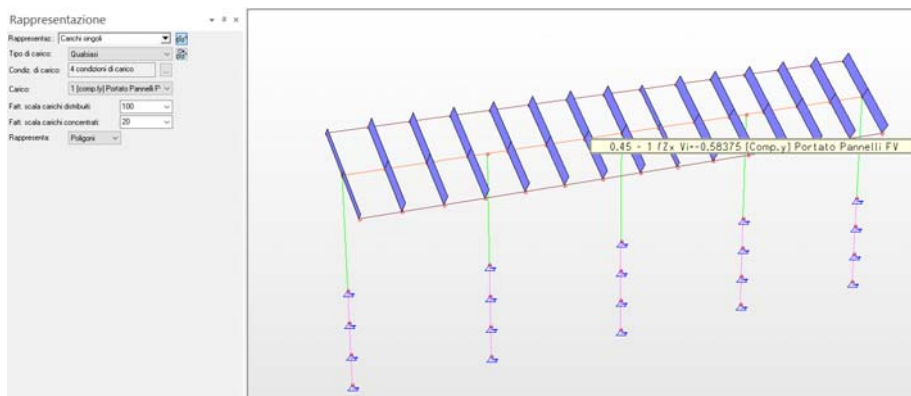 Rappresentazione
Rappresentaz.: Carichi singoli
Tipo di carico: Qualsiasi
Condiz. di carico: 4 condizioni di carico ...
Carico: 1 [comp.fy] Portato Pannelli
Fatt. scala carichi distribuiti: 100
Fatt. scala carichi concentrati: 20
Rappresenta: Poligoni
0.45 - 1 fZx Vi=-0.58375 (Comp.y) Portato Pannelli FV